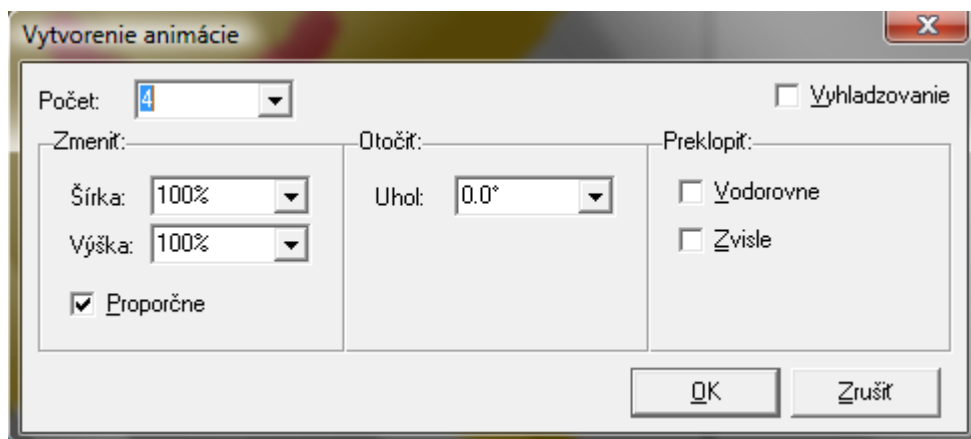 Vytvorenie animácie
Počet: 4
Vyhladzovanie
Zmeniť:
Šírka: 100%
Výška: 100%
Proporčne
Otočiť:
Uhol: 0.0°
Preklopiť:
Vodorovne
Zvisle
OK
Zrušiť